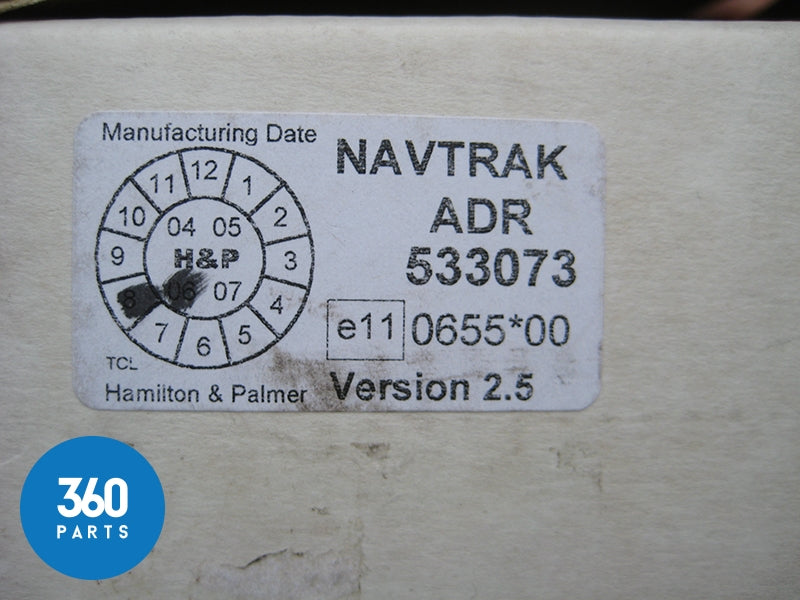 Manufacturing Date
NAVTRAK
ADR
533073
e11 0655*00
Version 2.5
12
1
2
3
4
5
6
7
8
9
10
11
04 05
H&P
06 07
TCL
Hamilton & Palmer
360
PARTS